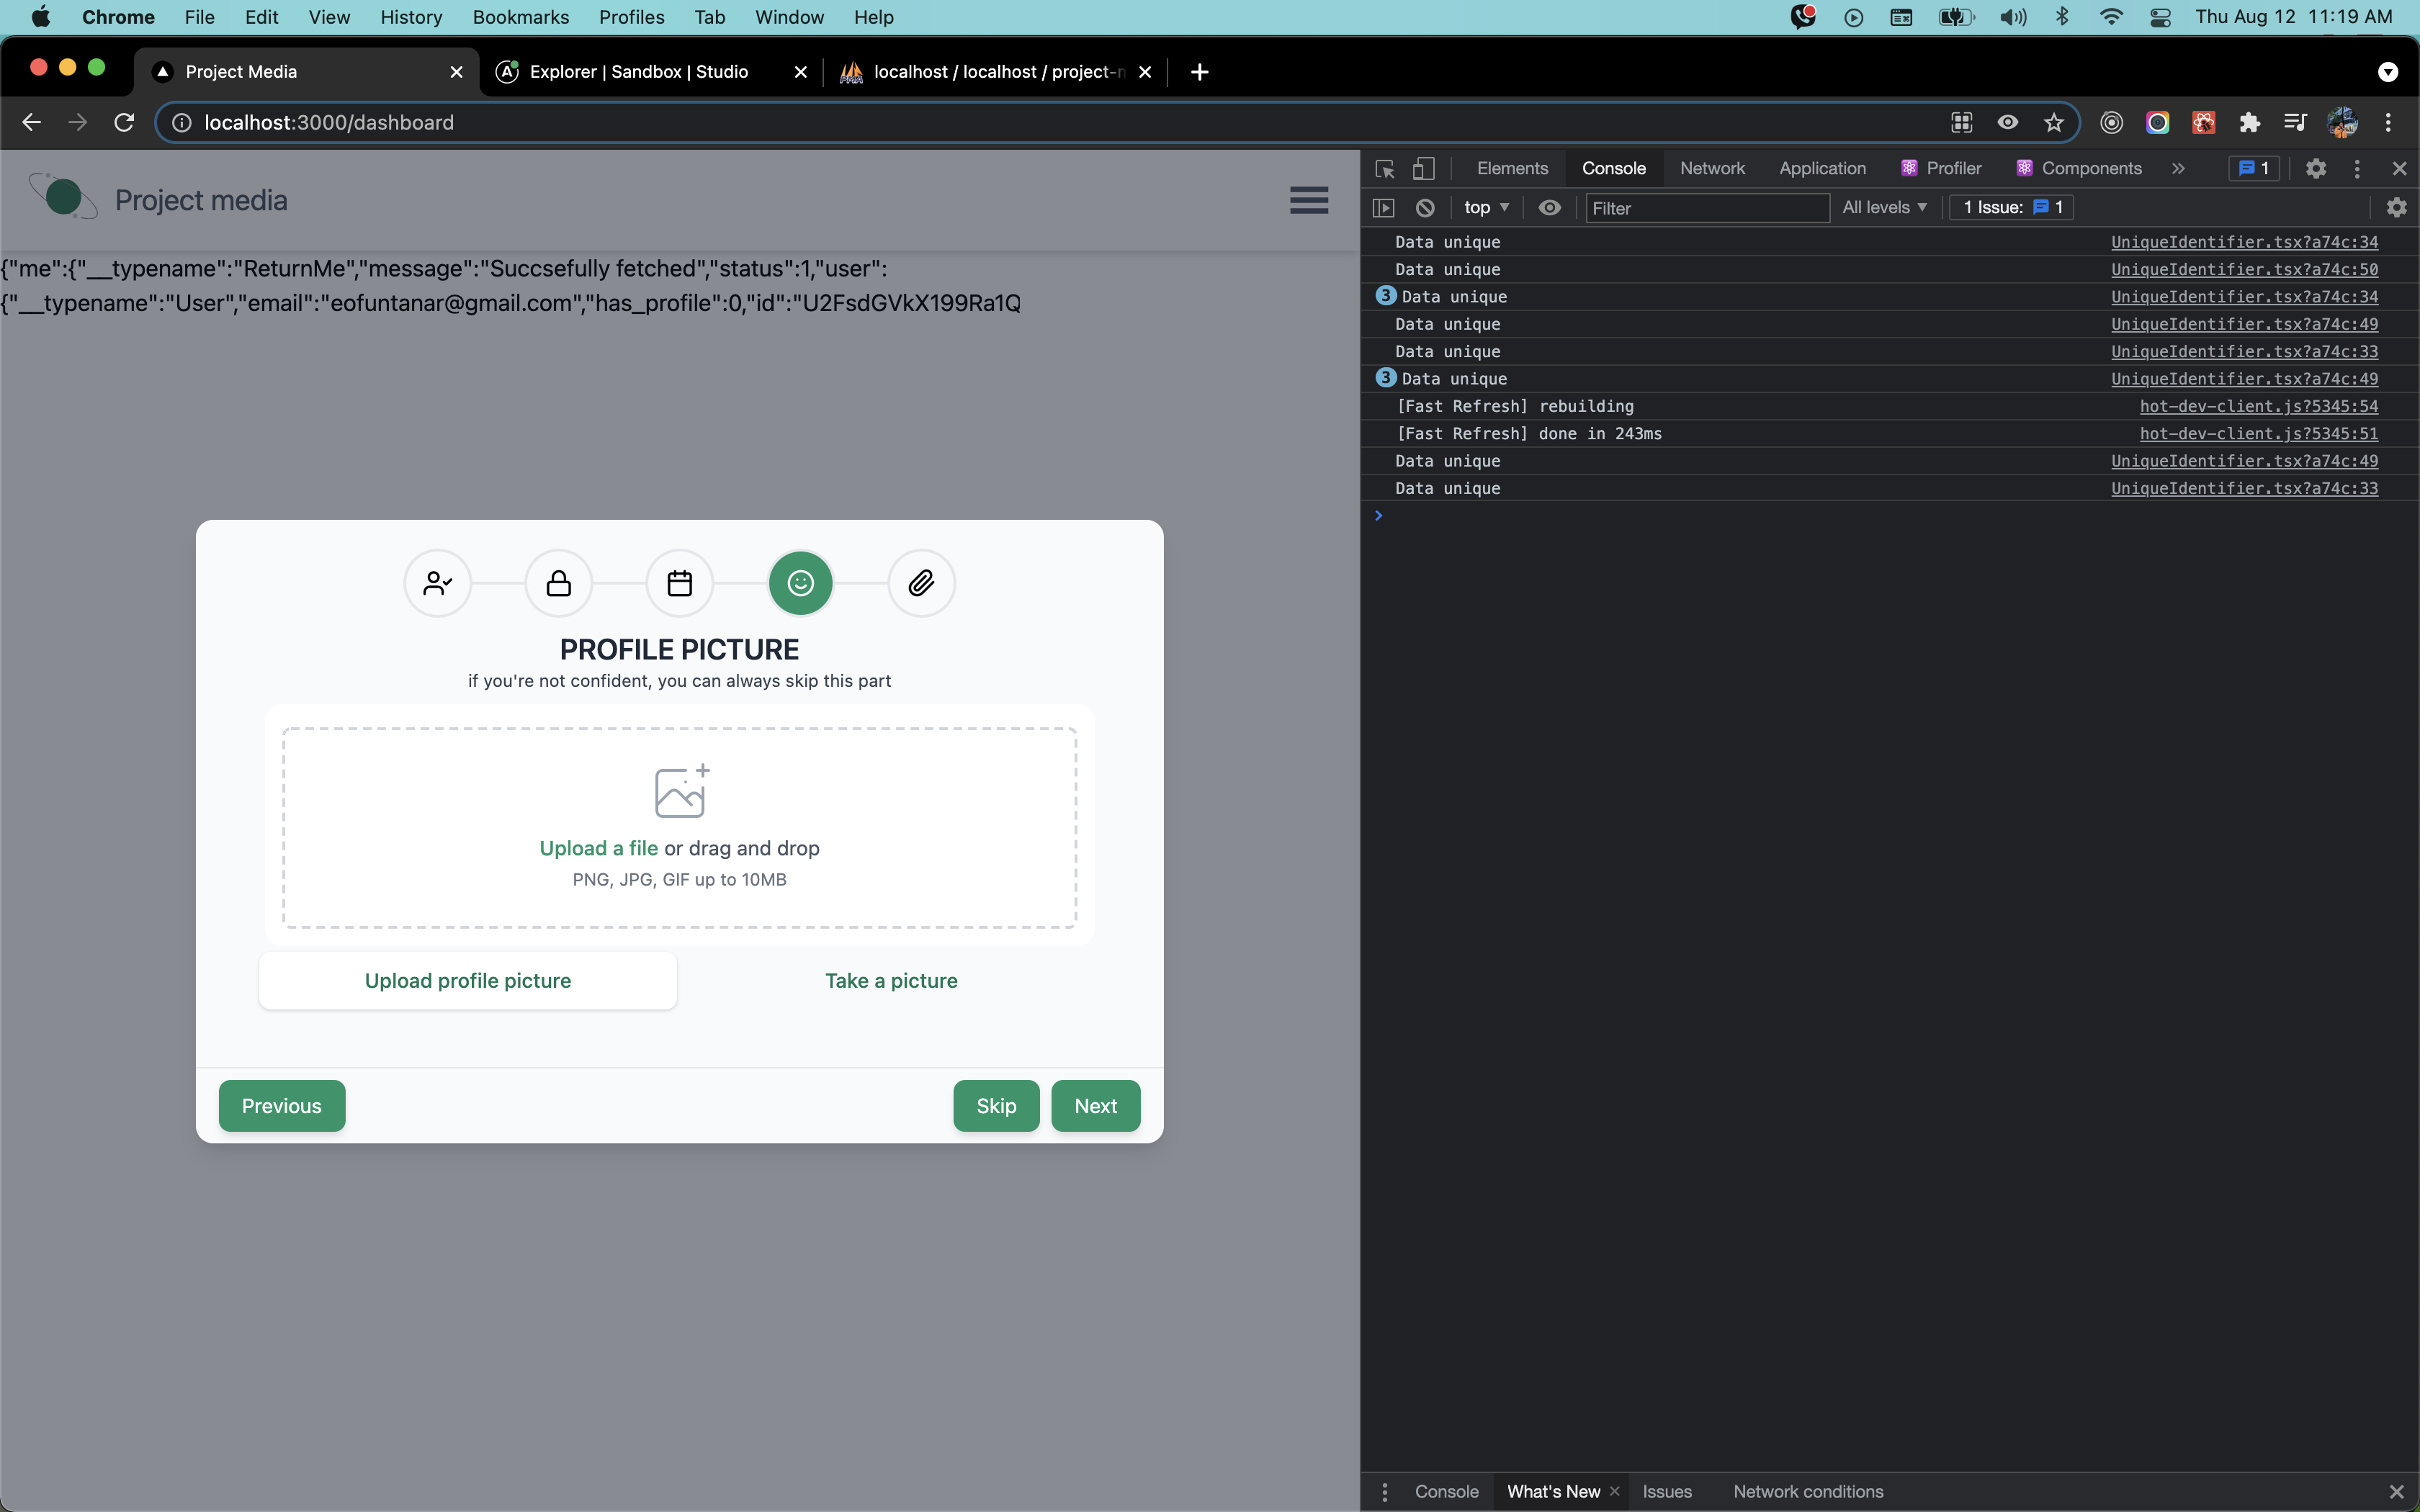 Chrome File Edit View History Bookmarks Profiles Tab Window Help Thu Aug 12 11:19 AM
Project Media Explorer | Sandbox | Studio localhost / localhost / project-
localhost:3000/dashboard
Project media
{"me":{"__typename":"ReturnMe","message":"Succsefully fetched","status":1,"user":
{"__typename":"User","email":"eofuntanar@gmail.com","has_profile":0,"id":"U2FsdGVkX199Ra1Q
PROFILE PICTURE
if you're not confident, you can always skip this part
Upload a file or drag and drop
PNG, JPG, GIF up to 10MB
Upload profile picture Take a picture
Previous Skip Next
Elements Console Network Application Profiler Components 1
top Filter All levels 1 Issue: 1
Data unique UniqueIdentifier.tsx?a74c:34
Data unique UniqueIdentifier.tsx?a74c:50
3 Data unique UniqueIdentifier.tsx?a74c:34
Data unique UniqueIdentifier.tsx?a74c:49
Data unique UniqueIdentifier.tsx?a74c:33
3 Data unique UniqueIdentifier.tsx?a74c:49
[Fast Refresh] rebuilding hot-dev-client.js?5345:54
[Fast Refresh] done in 243ms hot-dev-client.js?5345:51
Data unique UniqueIdentifier.tsx?a74c:49
Data unique UniqueIdentifier.tsx?a74c:33
Console What's New Issues Network conditions